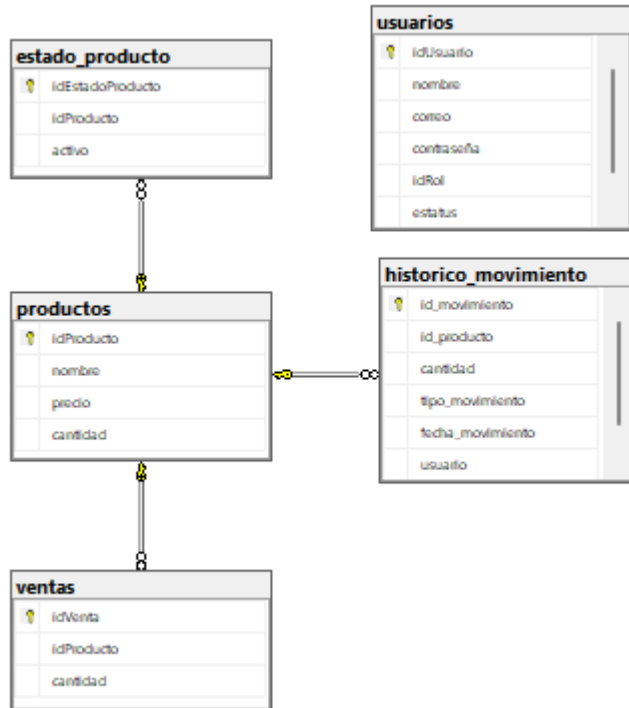 estado_producto
idEstadoProducto
idProducto
activo
usuarios
idUsuario
nombre
correo
contraseña
idRol
estatus
productos
idProducto
nombre
precio
cantidad
historico_movimiento
id_movimiento
id_producto
cantidad
tipo_movimiento
fecha_movimiento
usuario
ventas
idVenta
idProducto
cantidad